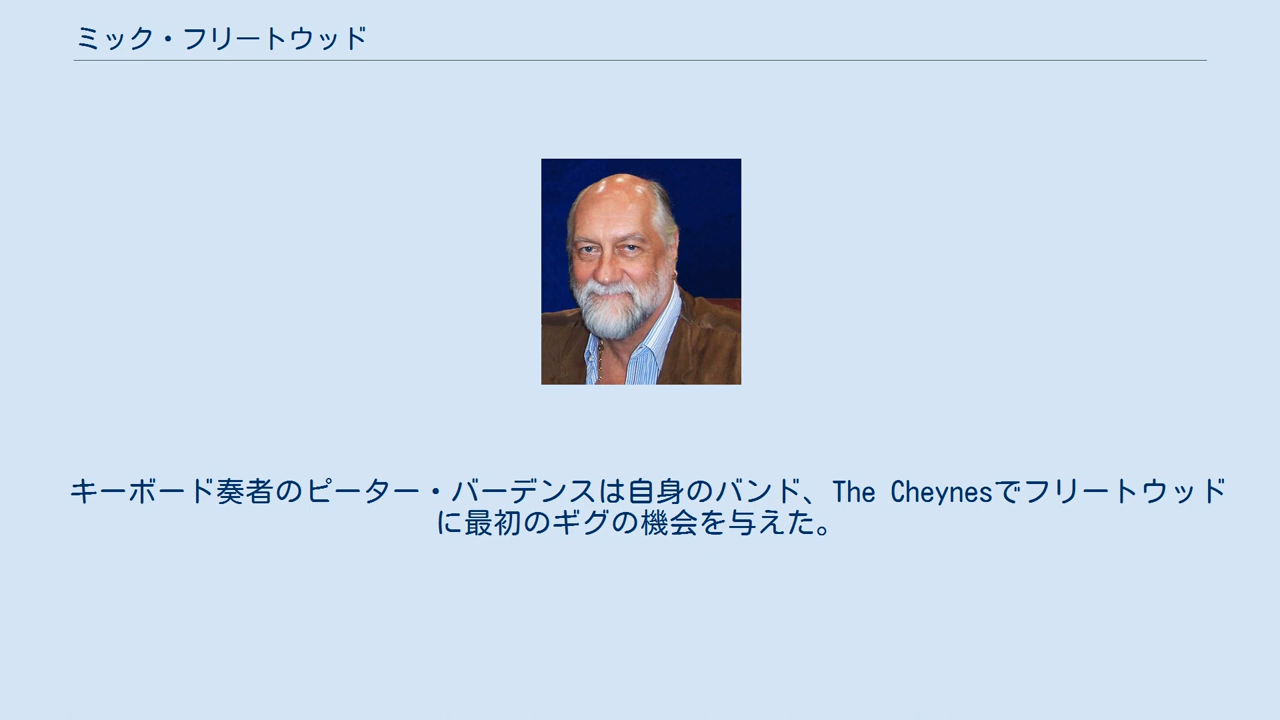 ミック・フリートウッド
キーボード奏者のピーター・バーデンスは自身のバンド、The Cheynesでフリートウッド
に最初のギグの機会を与えた。